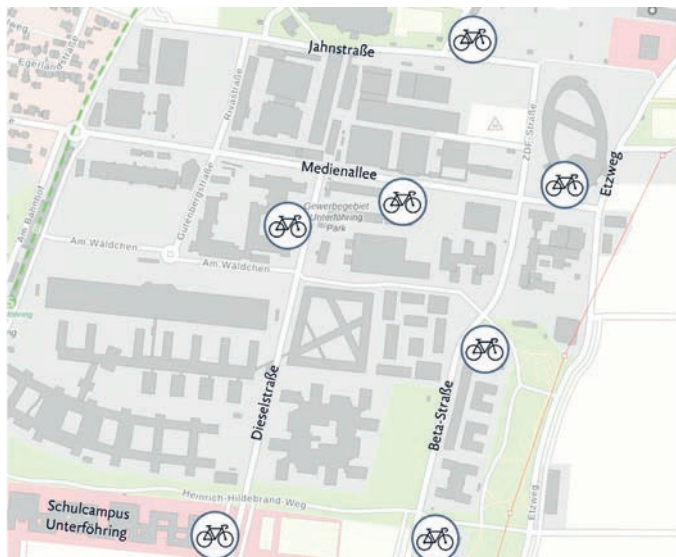 Jahnstraße
Egerlandstraße
Rivastraße
ZDF-Straße
Etzweg
Medienallee
Gewerbegebiet
Unterföhring
Park
Gutenbergstraße
Am Bahnhof
Am Wäldchen
Am Wäldchen
Dieselstraße
Beta-Straße
Heinrich-Hildebrand-Weg
Etzweg
Schulcampus
Unterföhring